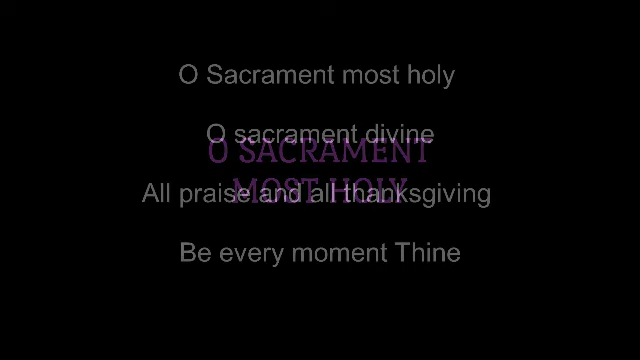 O Sacrament most holy
O sacrament divine
O SACRAMENT
All praise and all thanksgiving
MOST HOLY
Be every moment Thine